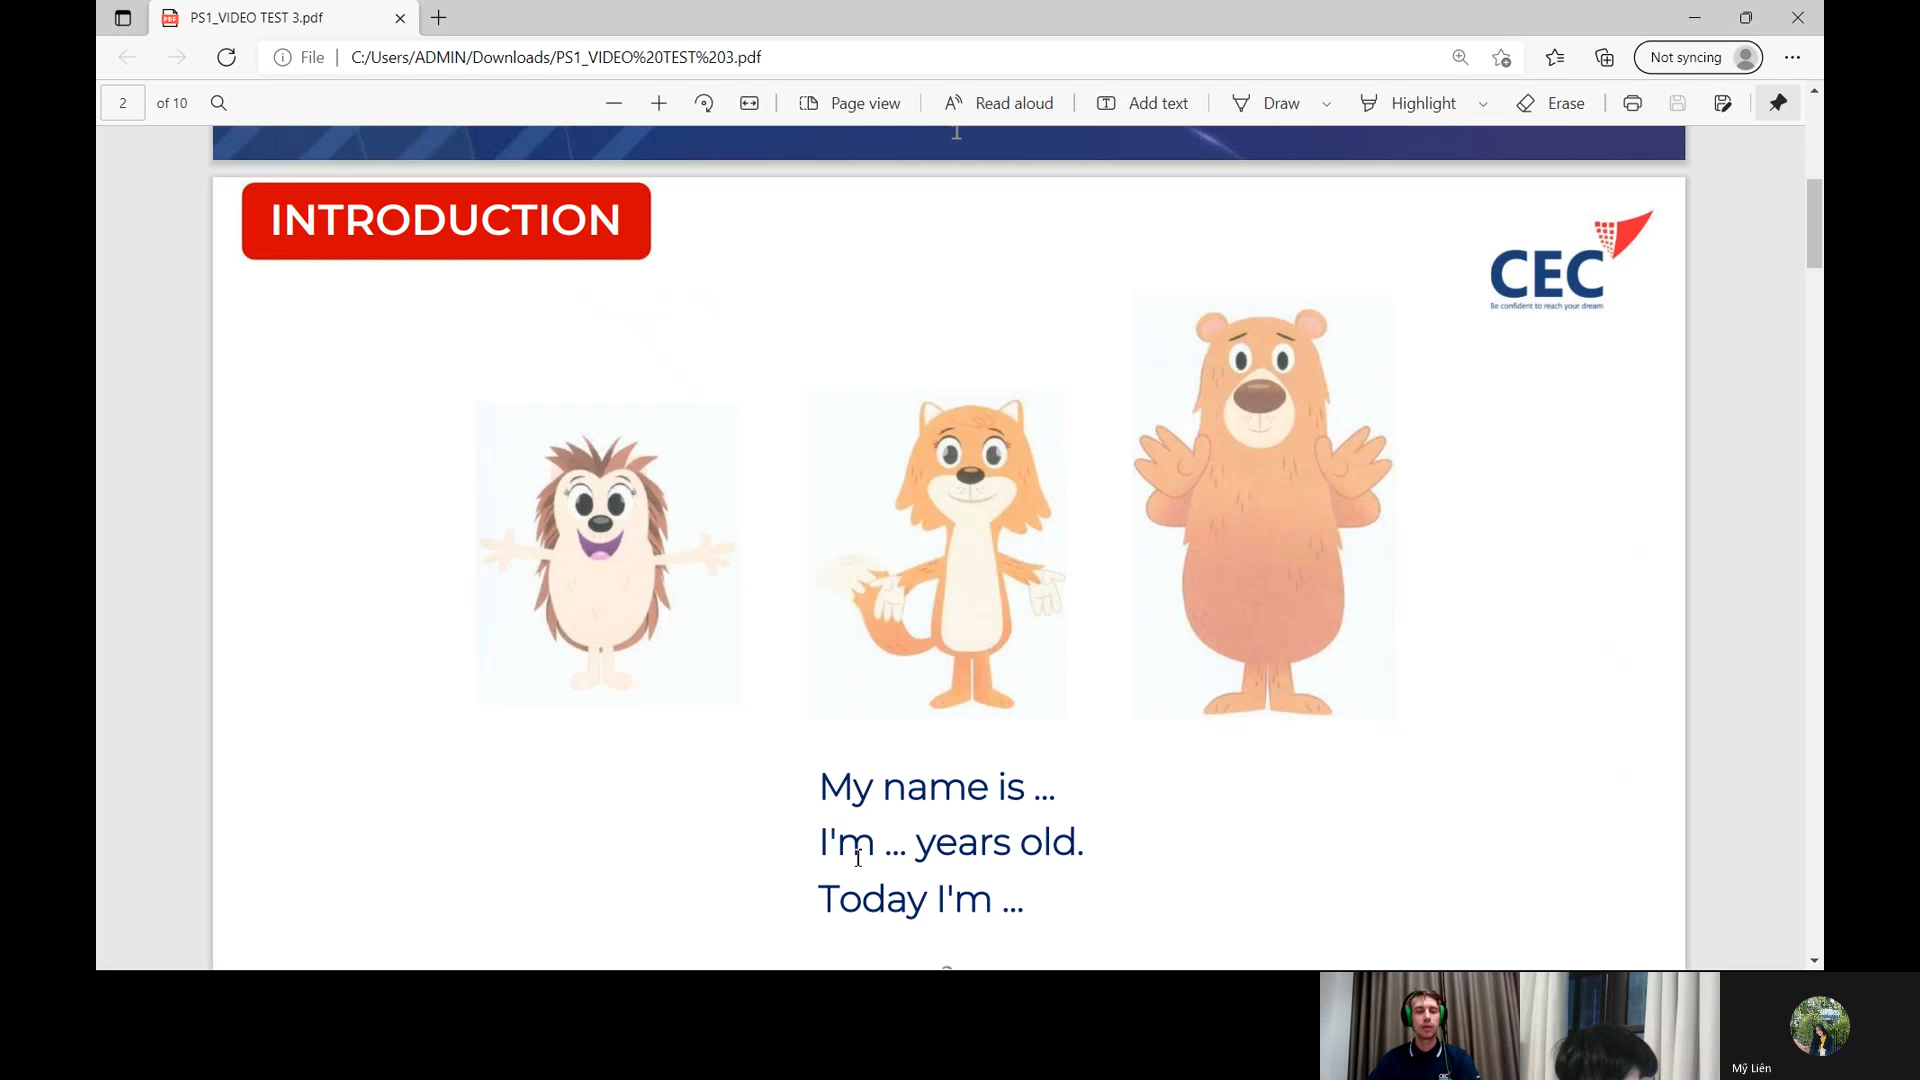 PS1_VIDEO TEST 3.pdf
File
C:/Users/ADMIN/Downloads/PS1_VIDEO%20TEST%203.pdf
Not syncing
2
of 10
Page view
Read aloud
Add text
Draw
Highlight
Erase
1
INTRODUCTION
CEC
Be confident to reach your dream
My name is ...
I'm ... years old.
Today I'm ...
CEC
Mỹ Liên